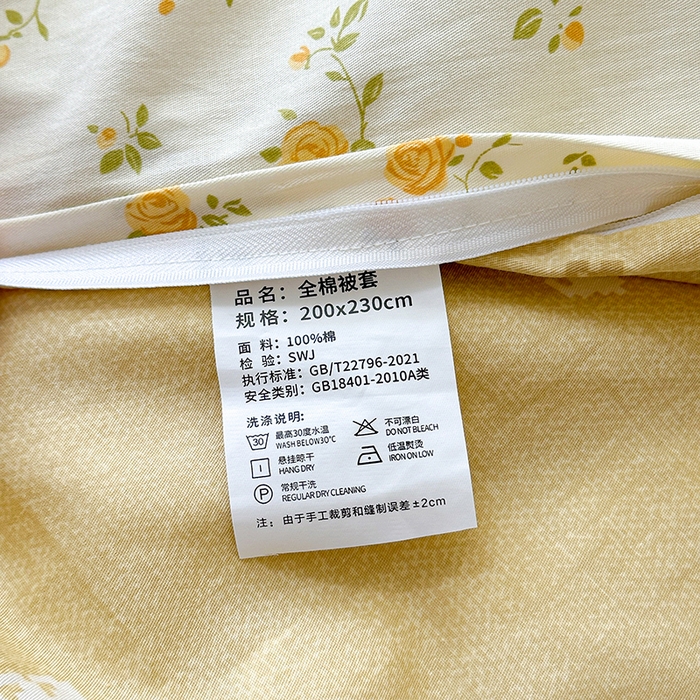 品名：全棉被套
规格：200x230cm
面料：100%棉
检验：SWJ
执行标准：GB/T22796-2021
安全类别：GB18401-2010A类
洗涤说明:
30 最高30度水温 不可漂白
WASH BELOW30℃ DO NOT BLEACH
悬挂晾干 低温熨烫
HANG DRY IRON ON LOW
P 常规干洗
REGULAR DRY CLEANING
注：由于手工裁剪和缝制误差±2cm